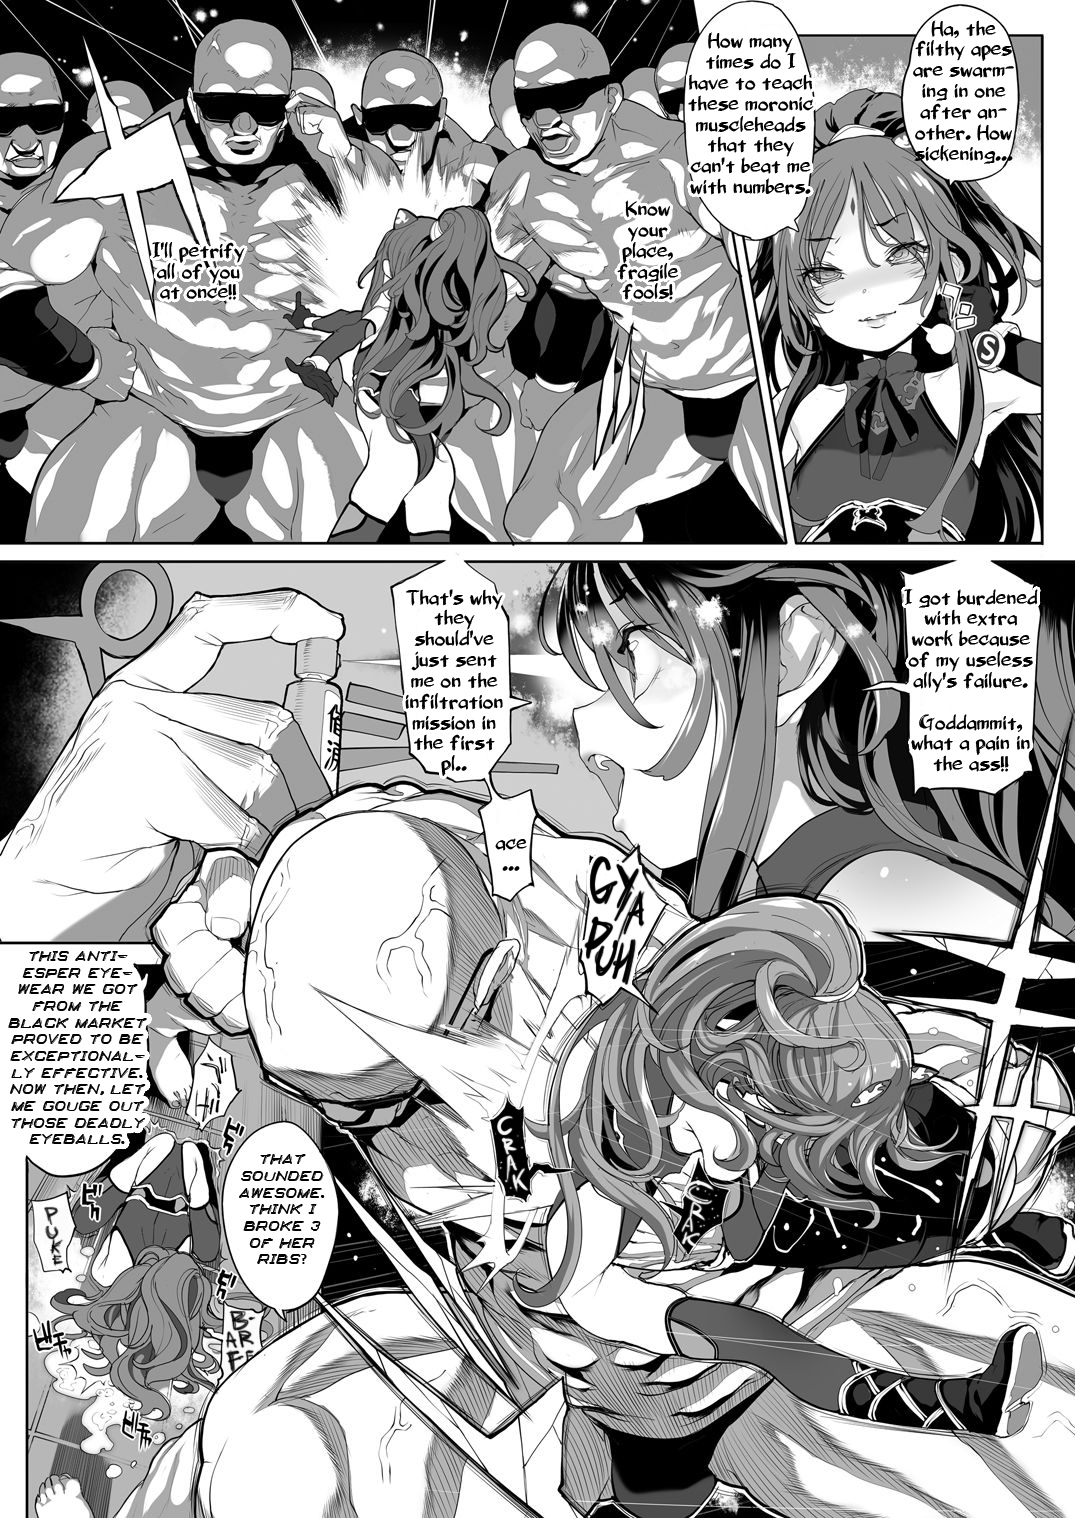 Ha, the
filthy apes
are swarm-
ing in one
after an-
other. How
sickening...
How many
times do I
have to teach
these moronic
muscleheads
that they
can't beat me
with numbers.
S
Know
your
place,
fragile
fools!
I'll petrify
all of you
at once!!
I got burdened
with extra
work because
of my useless
ally's failure.
Goddammit,
what a pain in
the ass!!
That's why
they
should've
just sent
me on the
infiltration
mission in
the first
pl..
ace
...
GYA
PUH
CRAK
CRAK
THIS ANTI-
ESPER EYE-
WEAR WE GOT
FROM THE
BLACK MARKET
PROVED TO BE
EXCEPTIONAL-
LY EFFECTIVE.
NOW THEN, LET
ME GOUGE OUT
THOSE DEADLY
EYEBALLS.
THAT
SOUNDED
AWESOME.
THINK I
BROKE 3
OF HER
RIBS?
PUKE
BAR-
RF